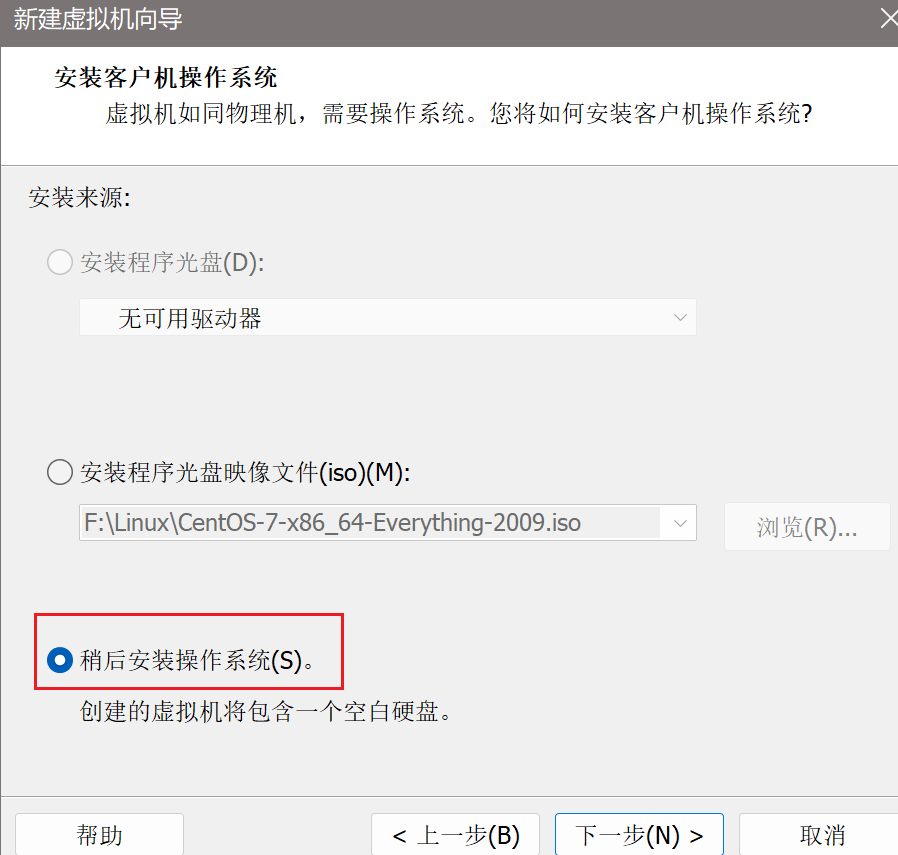 新建虚拟机向导
安装客户机操作系统
虚拟机如同物理机，需要操作系统。您将如何安装客户机操作系统?
安装来源:
安装程序光盘(D):
无可用驱动器
安装程序光盘映像文件(iso)(M):
F:\Linux\CentOS-7-x86_64-Everything-2009.iso
浏览(R)...
稍后安装操作系统(S)。
创建的虚拟机将包含一个空白硬盘。
帮助
< 上一步(B)
下一步(N) >
取消